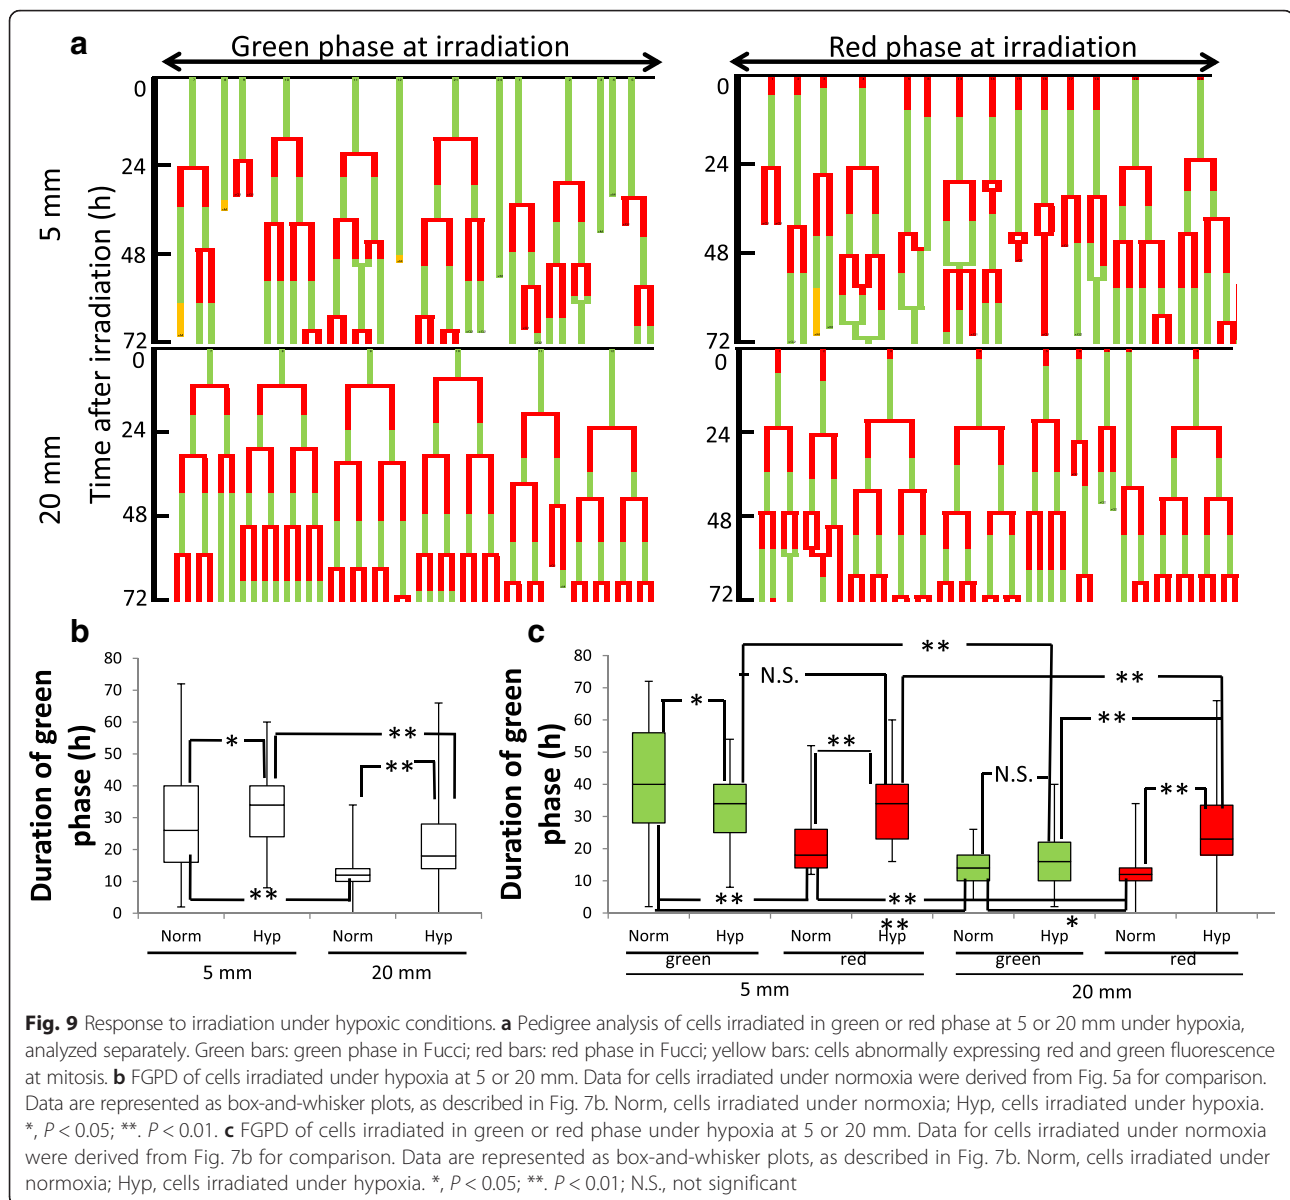 a
Green phase at irradiation
Red phase at irradiation
Time after irradiation (h)
5 mm
0
24
48
72
0
24
48
72
20 mm
0
24
48
72
0
24
48
72
b
Duration of green
phase (h)
80
70
60
50
40
30
20
10
0
*
**
**
**
Norm
Hyp
Norm
Hyp
5 mm
20 mm
c
Duration of green
phase (h)
80
70
60
50
40
30
20
10
0
**
N.S.
**
*
**
**
N.S.
**
**
**
**
*
Norm
Hyp
Norm
Hyp
Norm
Hyp
Norm
Hyp
green
red
green
red
5 mm
20 mm
Fig. 9 Response to irradiation under hypoxic conditions. a Pedigree analysis of cells irradiated in green or red phase at 5 or 20 mm under hypoxia,
analyzed separately. Green bars: green phase in Fucci; red bars: red phase in Fucci; yellow bars: cells abnormally expressing red and green fluorescence
at mitosis. b FGPD of cells irradiated under hypoxia at 5 or 20 mm. Data for cells irradiated under normoxia were derived from Fig. 5a for comparison.
Data are represented as box-and-whisker plots, as described in Fig. 7b. Norm, cells irradiated under normoxia; Hyp, cells irradiated under hypoxia.
*, P < 0.05; **. P < 0.01. c FGPD of cells irradiated in green or red phase under hypoxia at 5 or 20 mm. Data for cells irradiated under normoxia
were derived from Fig. 7b for comparison. Data are represented as box-and-whisker plots, as described in Fig. 7b. Norm, cells irradiated under
normoxia; Hyp, cells irradiated under hypoxia. *, P < 0.05; **. P < 0.01; N.S., not significant